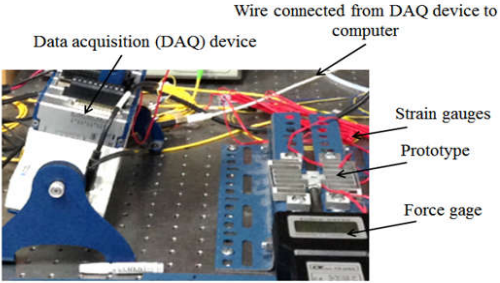 Wire connected from DAQ device to
computer
Data acquisition (DAQ) device
Strain gauges
Prototype
Force gage